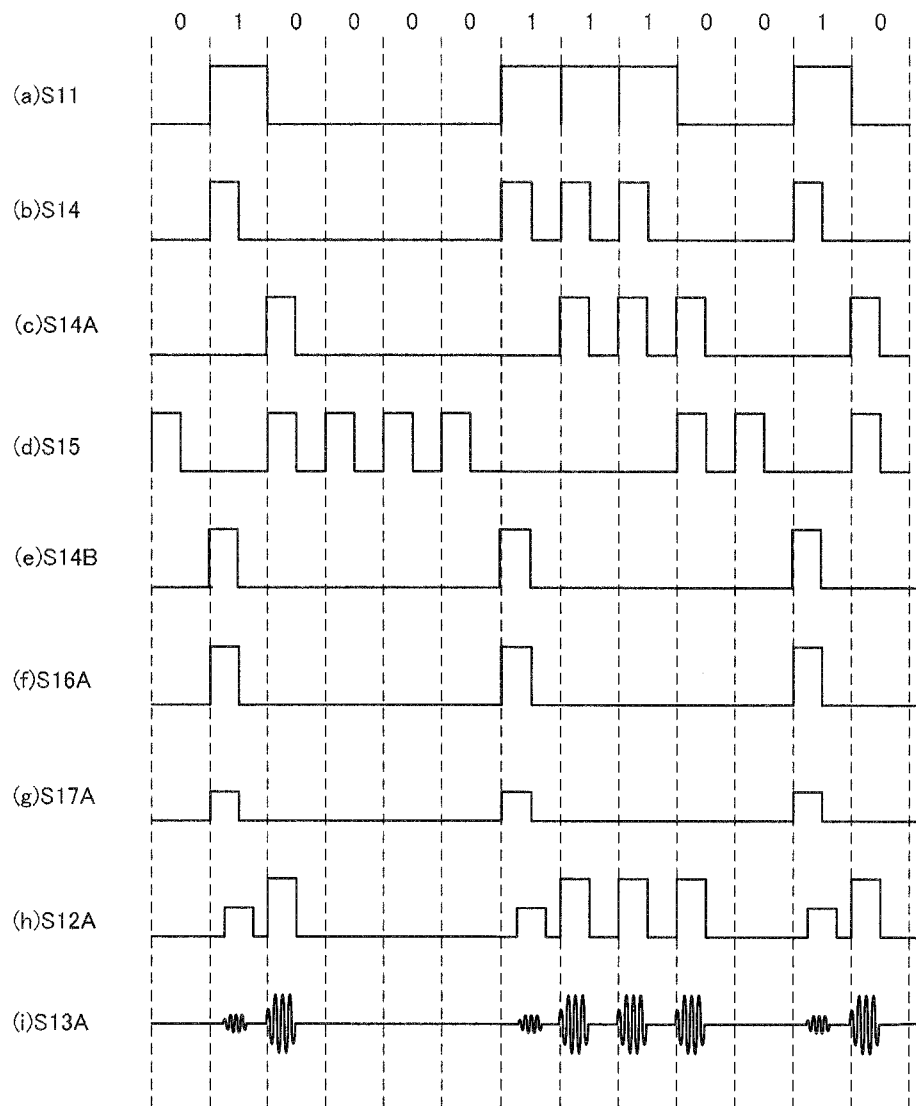 0 1 0 0 0 0 1 1 1 0 0 1 0
(a)S11
(b)S14
(c)S14A
(d)S15
(e)S14B
(f)S16A
(g)S17A
(h)S12A
(i)S13A